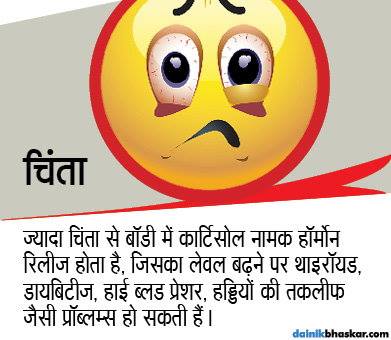 चिंता
ज्यादा चिंता से बॉडी में कार्टिसोल नामक हॉर्मोन
रिलीज होता है, जिसका लेवल बढ़ने पर थाइरॉयड,
डायबिटीज, हाई ब्लड प्रेशर, हड्डियों की तकलीफ
जैसी प्रॉब्लम्स हो सकती हैं।
dainikbhaskar.com